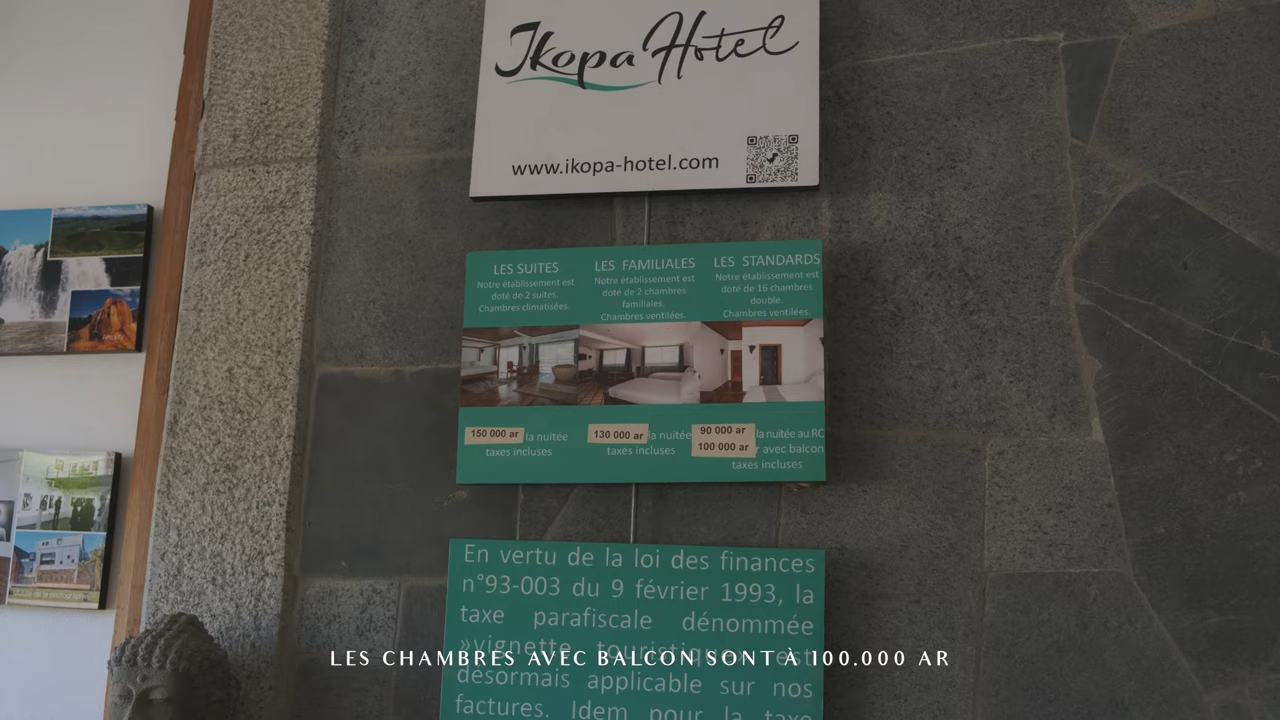 Ikopa Hotel
www.ikopa-hotel.com
LES SUITES
Notre établissement est
doté de 2 suites.
Chambres climatisées.
LES FAMILIALES
Notre établissement est
doté de 2 chambres
familiales.
Chambres ventilées.
LES STANDARDS
Notre établissement est
doté de 16 chambres
double.
Chambres ventilées.
150 000 ar la nuitée
taxes incluses
130 000 ar la nuitée
taxes incluses
90 000 ar la nuitée au RC
100 000 ar r avec balcon
taxes incluses
En vertu de la loi des finances
n°93-003 du 9 février 1993, la
taxe parafiscale dénommée
»vignette touristique» est
désormais applicable sur nos
factures. Idem pour la taxe
LES CHAMBRES AVEC BALCON SONT À 100.000 AR